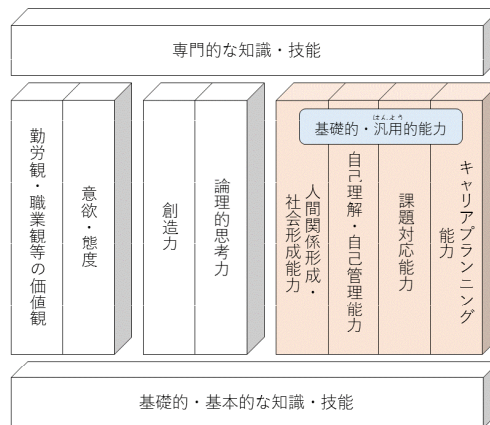 専門的な知識・技能
勤労観・職業観等の価値観
意欲・態度
創造力
論理的思考力
はんよう
基礎的・汎用的能力
人間関係形成・
社会形成能力
自己理解・自己管理能力
課題対応能力
キャリアプランニング
能力
基礎的・基本的な知識・技能